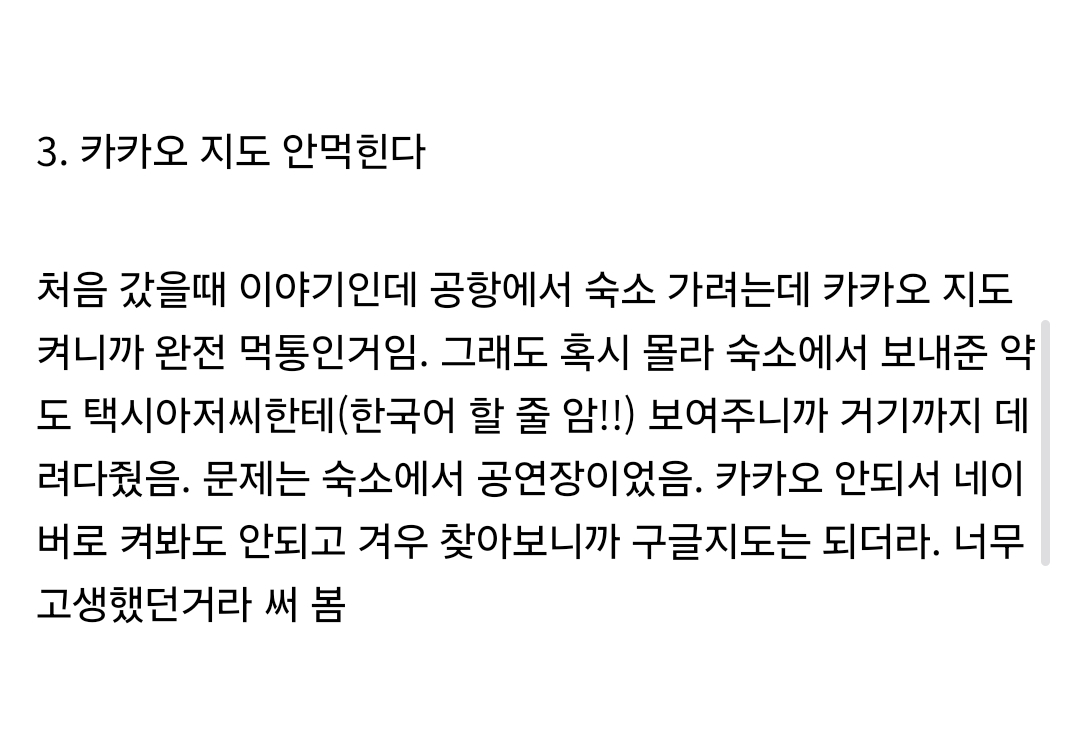 3. 카카오 지도 안먹힌다
처음 갔을때 이야기인데 공항에서 숙소 가려는데 카카오 지도
켜니까 완전 먹통인거임. 그래도 혹시 몰라 숙소에서 보내준 약
도 택시아저씨한테(한국어 할 줄 암!!) 보여주니까 거기까지 데
려다줬음. 문제는 숙소에서 공연장이었음. 카카오 안되서 네이
버로 켜봐도 안되고 겨우 찾아보니까 구글지도는 되더라. 너무
고생했던거라 써 봄